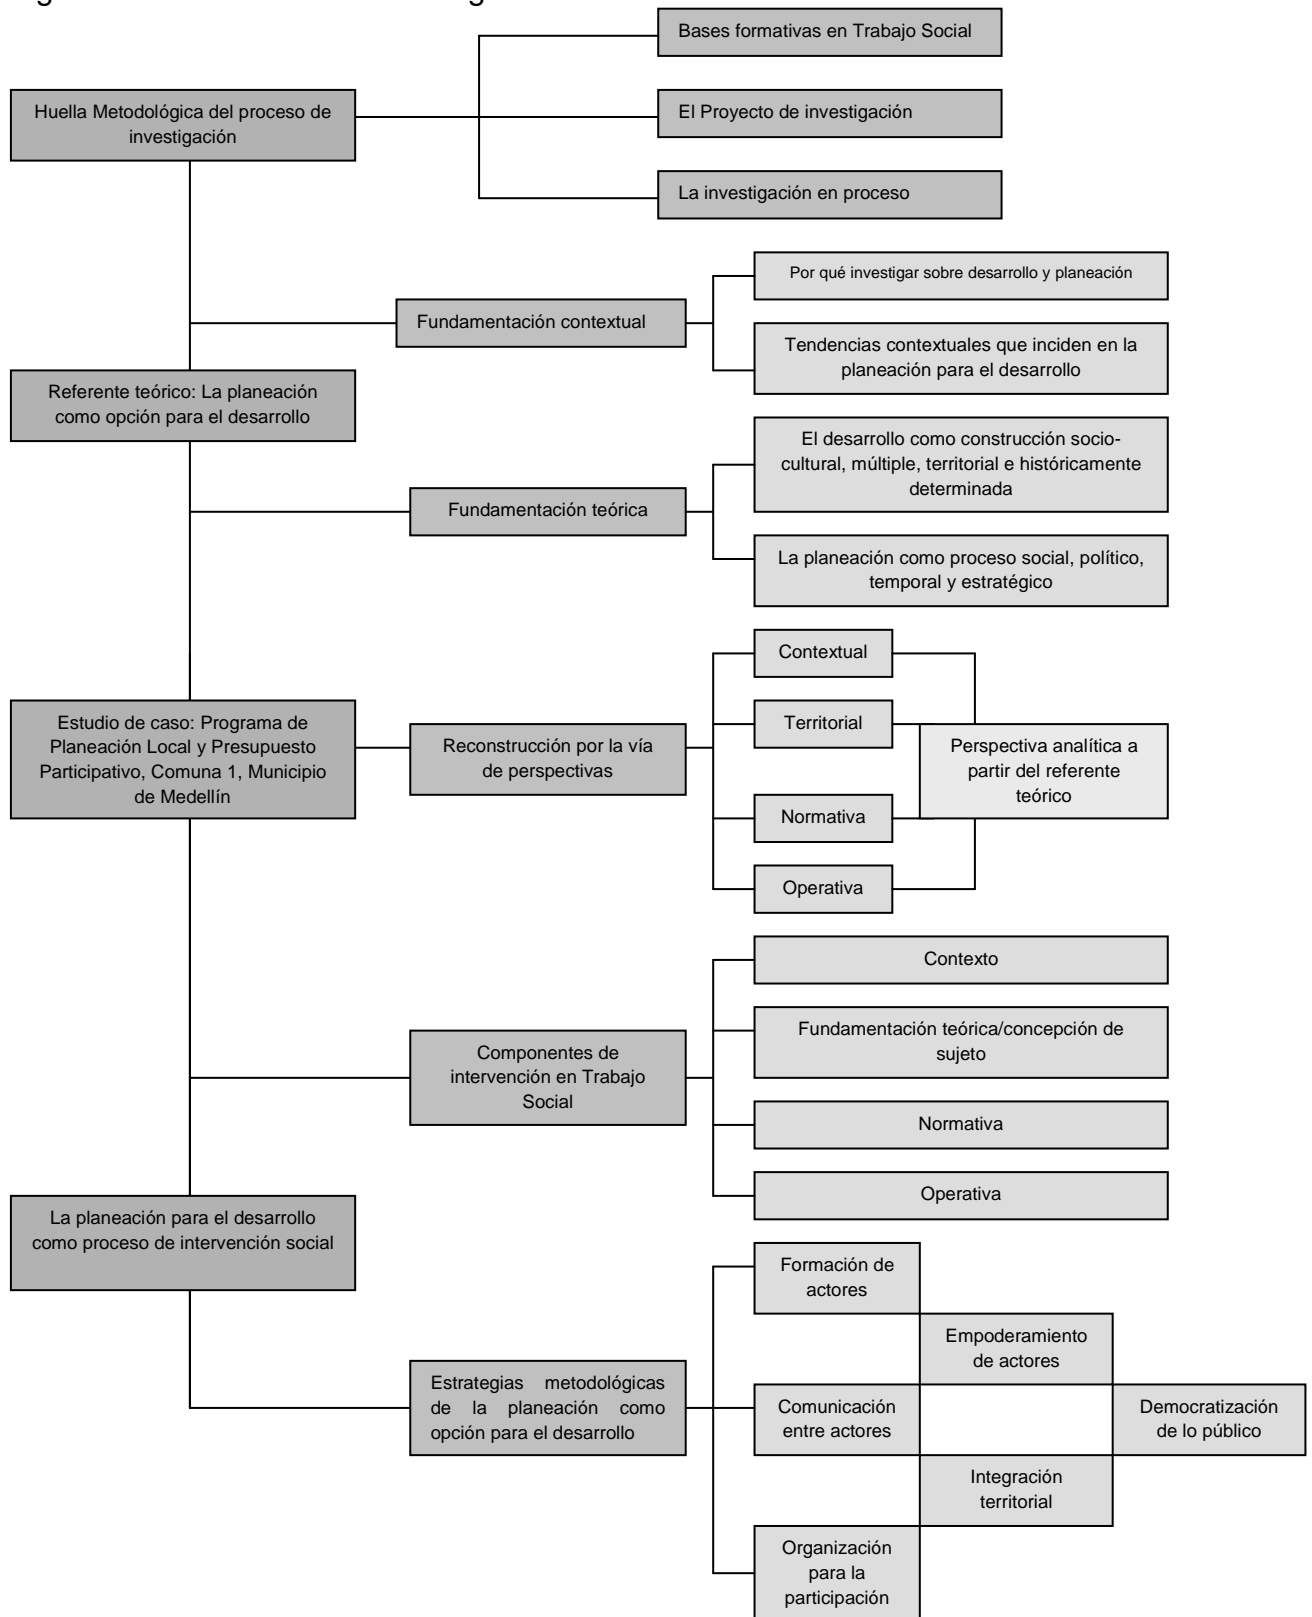 Bases formativas en Trabajo Social
Huella Metodológica del proceso de
investigación
El Proyecto de investigación
La investigación en proceso
Por qué investigar sobre desarrollo y planeación
Fundamentación contextual
Tendencias contextuales que inciden en la
planeación para el desarrollo
Referente teórico: La planeación
como opción para el desarrollo
El desarrollo como construcción socio-
cultural, múltiple, territorial e históricamente
determinada
Fundamentación teórica
La planeación como proceso social, político,
temporal y estratégico
Estudio de caso: Programa de
Planeación Local y Presupuesto
Participativo, Comuna 1, Municipio
de Medellín
Reconstrucción por la vía
de perspectivas
Contextual
Territorial
Normativa
Operativa
Perspectiva analítica a
partir del referente
teórico
Componentes de
intervención en Trabajo
Social
Contexto
Fundamentación teórica/concepción de
sujeto
Normativa
Operativa
La planeación para el desarrollo
como proceso de intervención social
Estrategias metodológicas
de la planeación como
opción para el desarrollo
Formación de
actores
Empoderamiento
de actores
Comunicación
entre actores
Democratización
de lo público
Integración
territorial
Organización
para la
participación